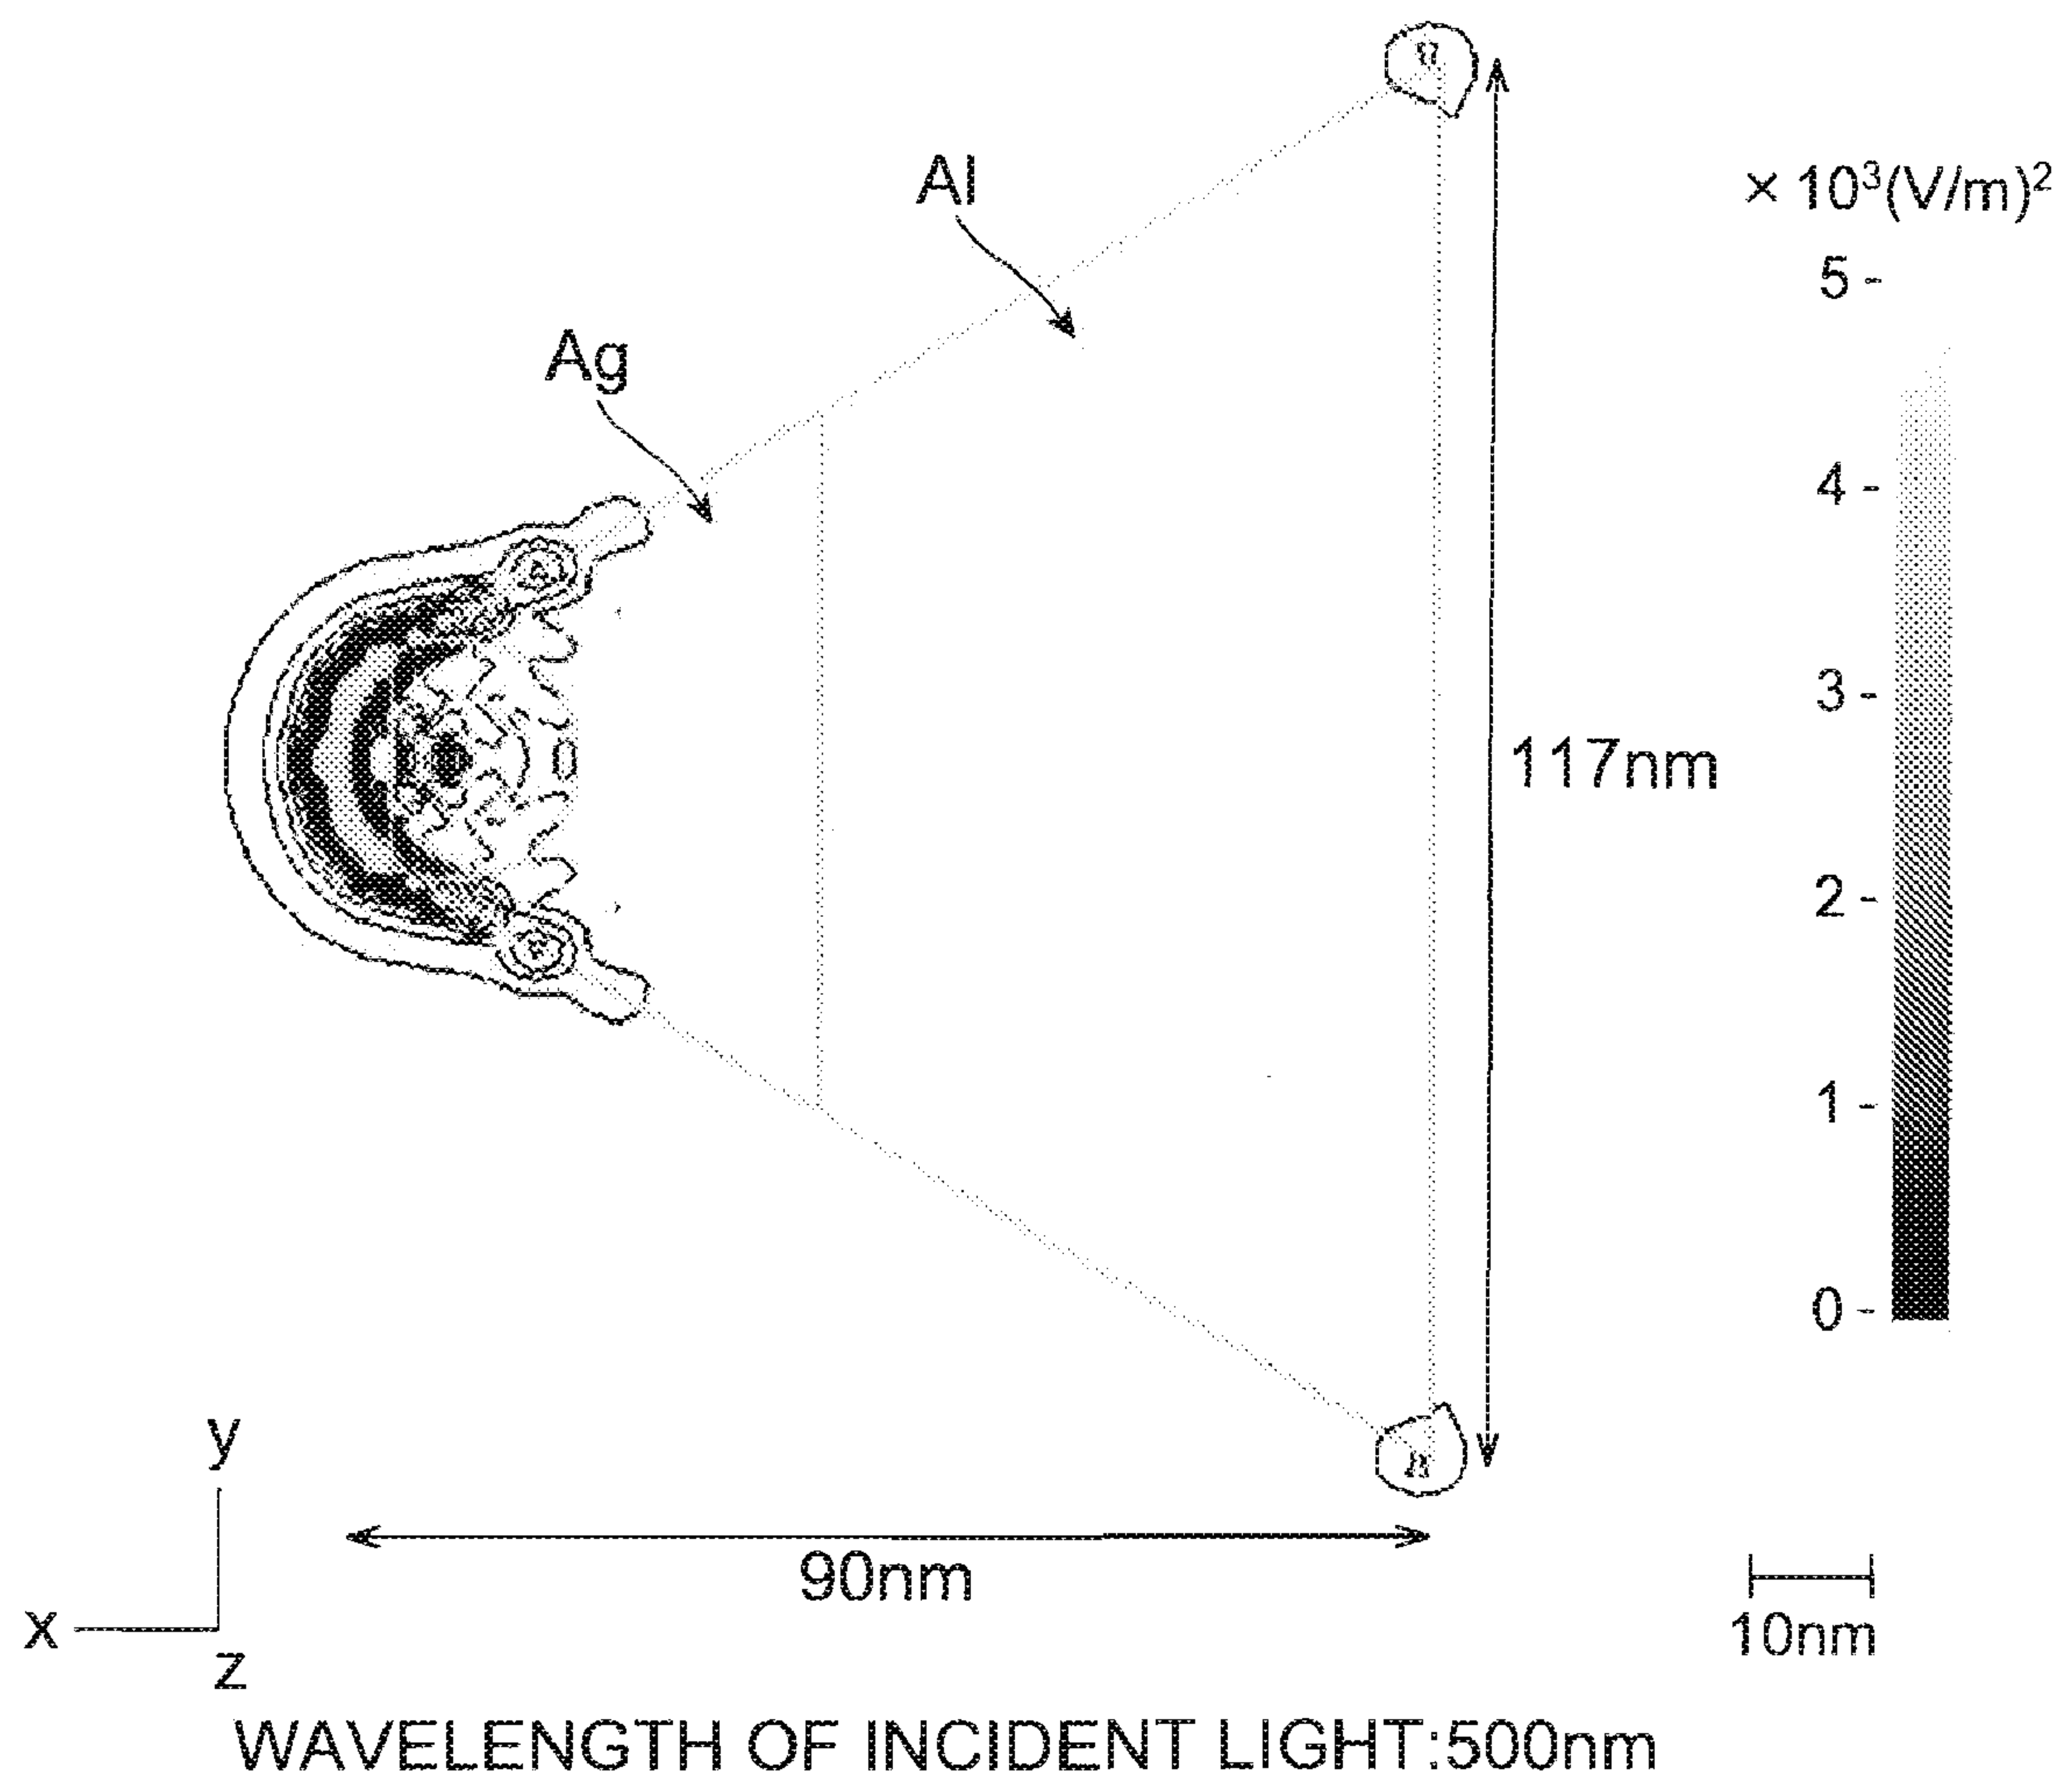 Al
× 10³(V/m)²
5
Ag
4
3
117nm
2
1
0
y
90nm
x
z
10nm
WAVELENGTH OF INCIDENT LIGHT:500nm